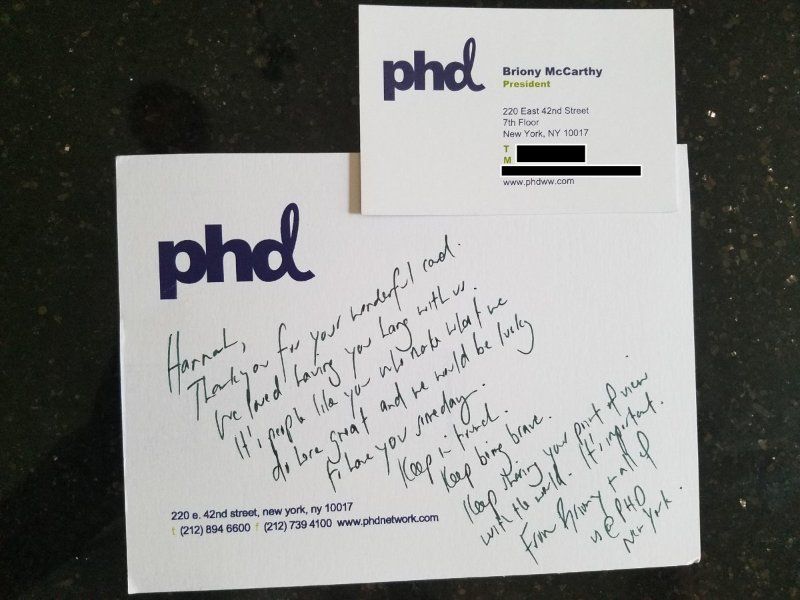 phd
Briony McCarthy
President
220 East 42nd Street
7th Floor
New York, NY 10017
T
M
www.phdww.com
phd
Hannah,
Thank you for your wonderful card.
We loved having you hang with us.
It's people like you who make what we
do here great and we would be lucky
to have you someday.
Keep in touch.
Keep being brave.
Keep sharing your point of view
with the world. It's important.
From Briony + all of
us @ PHD
New York.
220 e. 42nd street, new york, ny 10017
t (212) 894 6600 f (212) 739 4100 www.phdnetwork.com